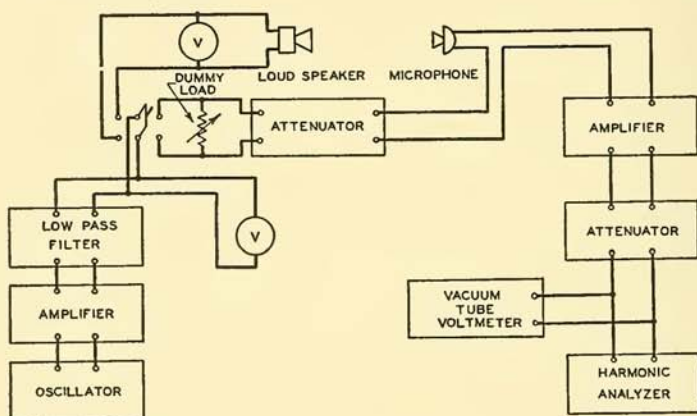 V
DUMMY
LOAD
LOUD SPEAKER
MICROPHONE
ATTENUATOR
AMPLIFIER
LOW PASS
FILTER
V
ATTENUATOR
AMPLIFIER
VACUUM
TUBE
VOLTMETER
OSCILLATOR
HARMONIC
ANALYZER